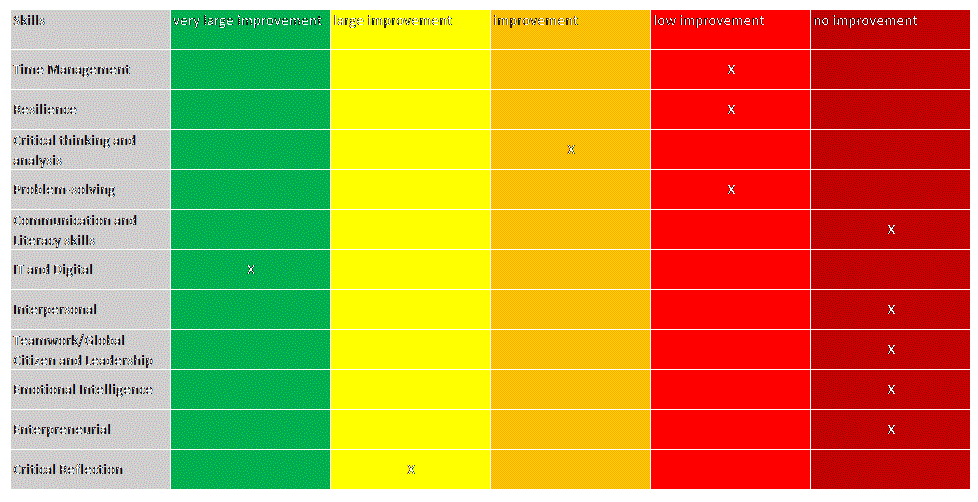 Skills very large improvement large improvement improvement low improvement no improvement
Time Management X
Resilience X
Critical thinking and
analysis X
Problem-solving X
Communication and
Literacy skills X
IT and Digital X
Interpersonal X
Teamwork/Global
Citizen and Leadership X
Emotional Intelligence X
Enterpreneurial X
Critical Reflection X